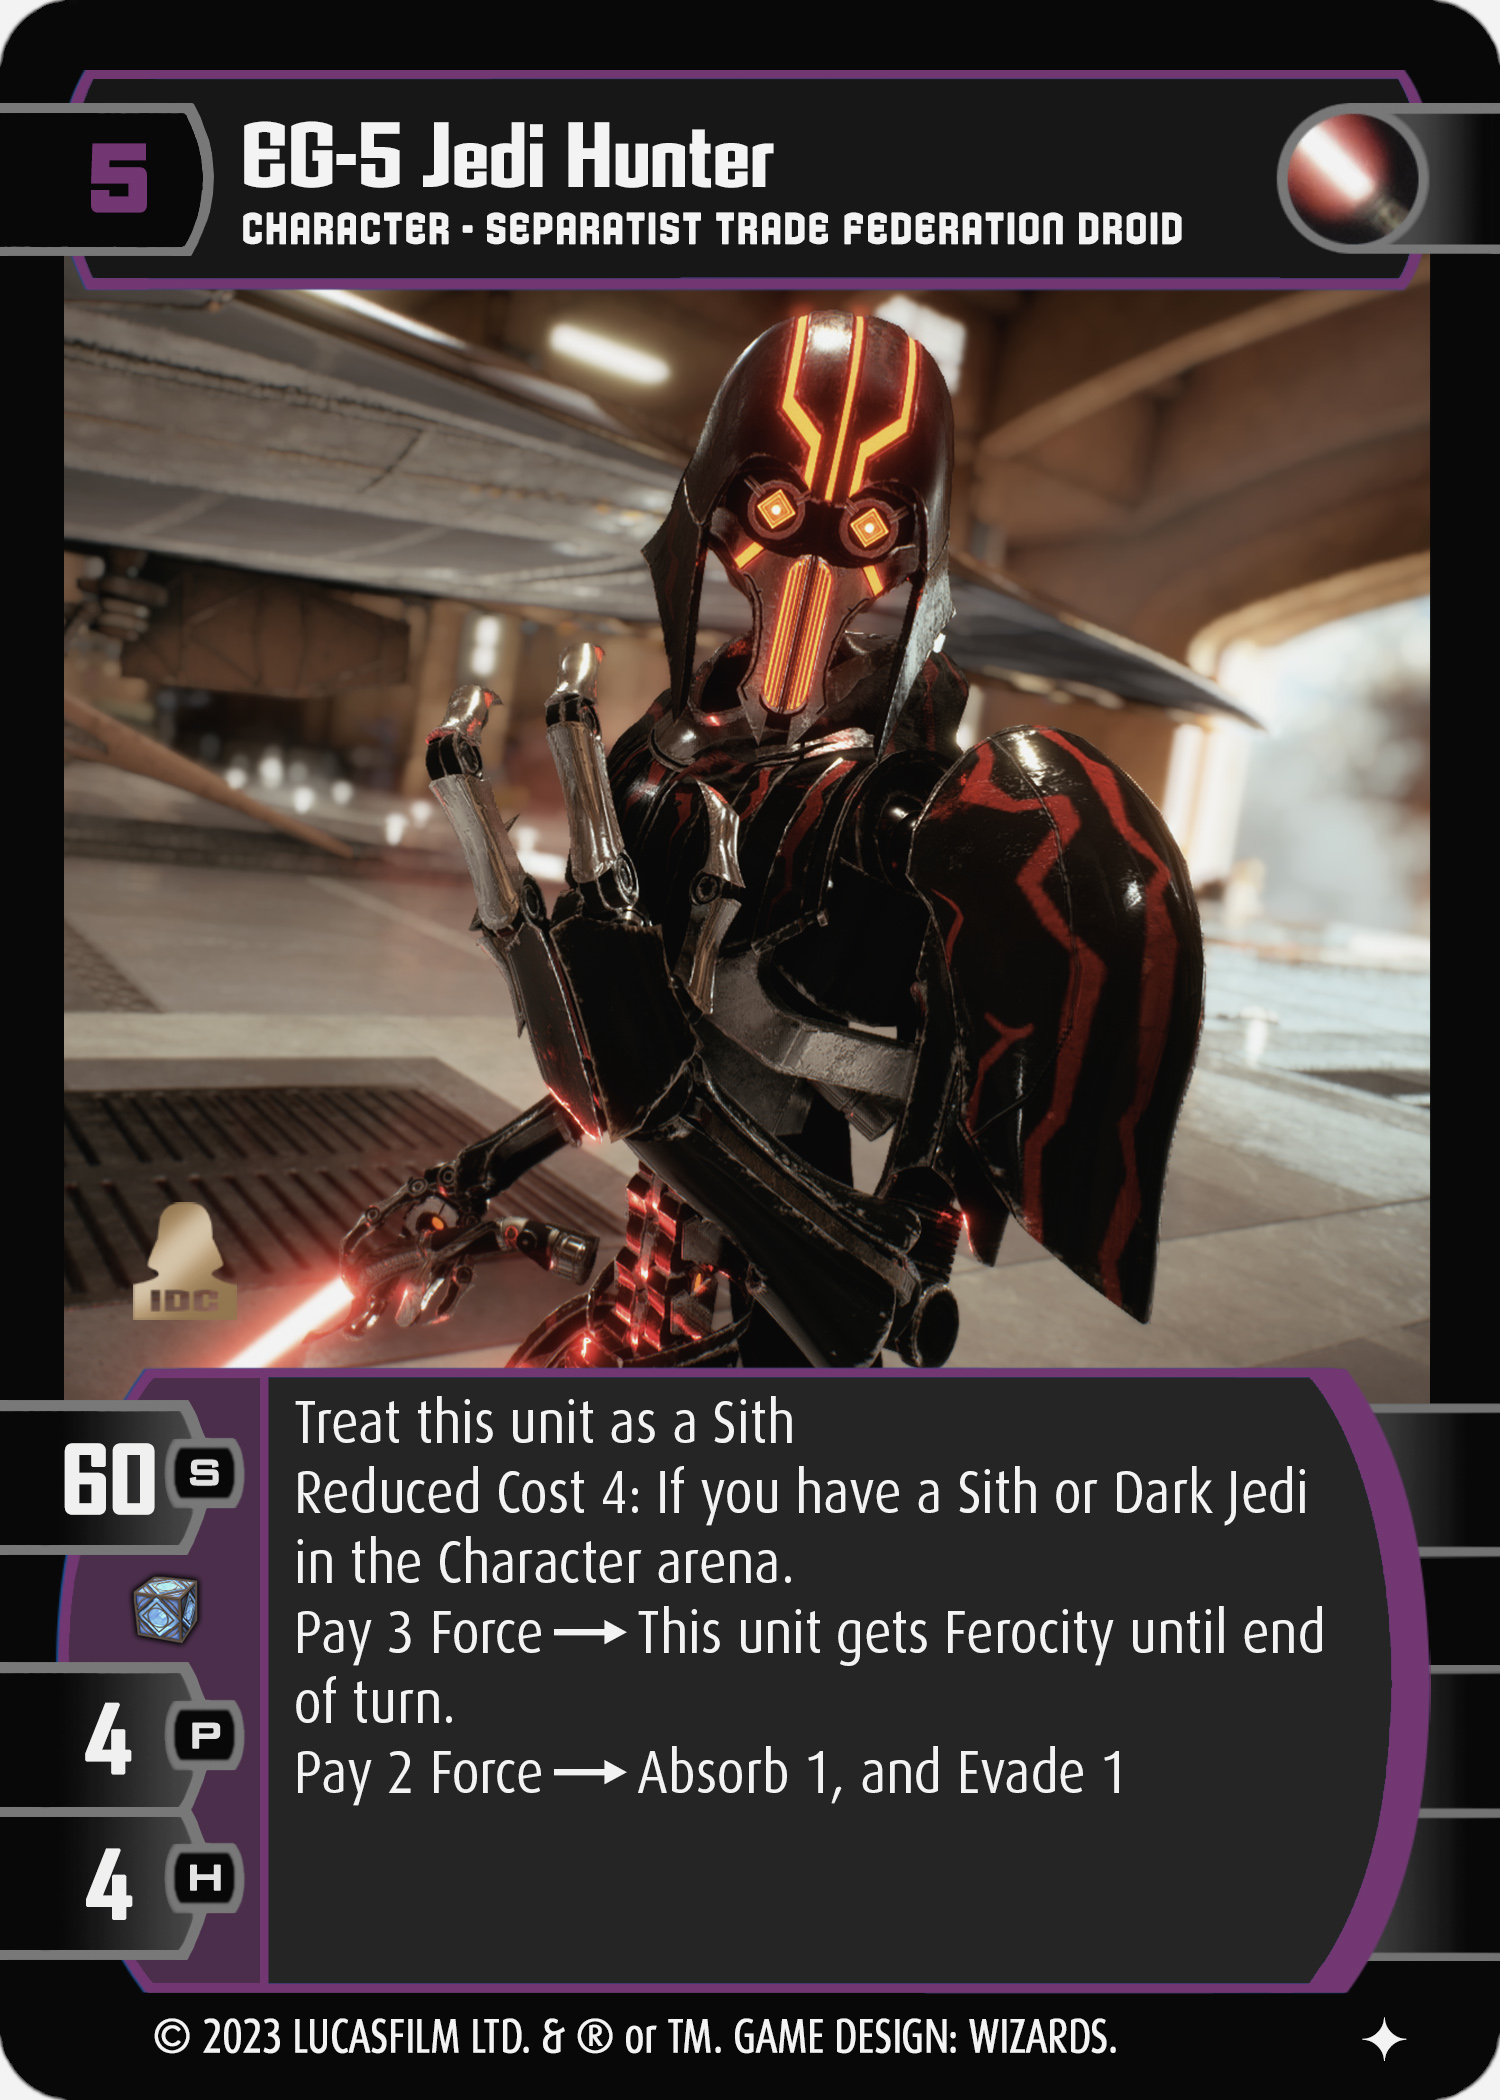 5
EG-5 Jedi Hunter
CHARACTER - SEPARATIST TRADE FEDERATION DROID
IDC
60 S
4 P
4 H
Treat this unit as a Sith
Reduced Cost 4: If you have a Sith or Dark Jedi
in the Character arena.
Pay 3 Force → This unit gets Ferocity until end
of turn.
Pay 2 Force → Absorb 1, and Evade 1
© 2023 LUCASFILM LTD. & ® or TM. GAME DESIGN: WIZARDS.